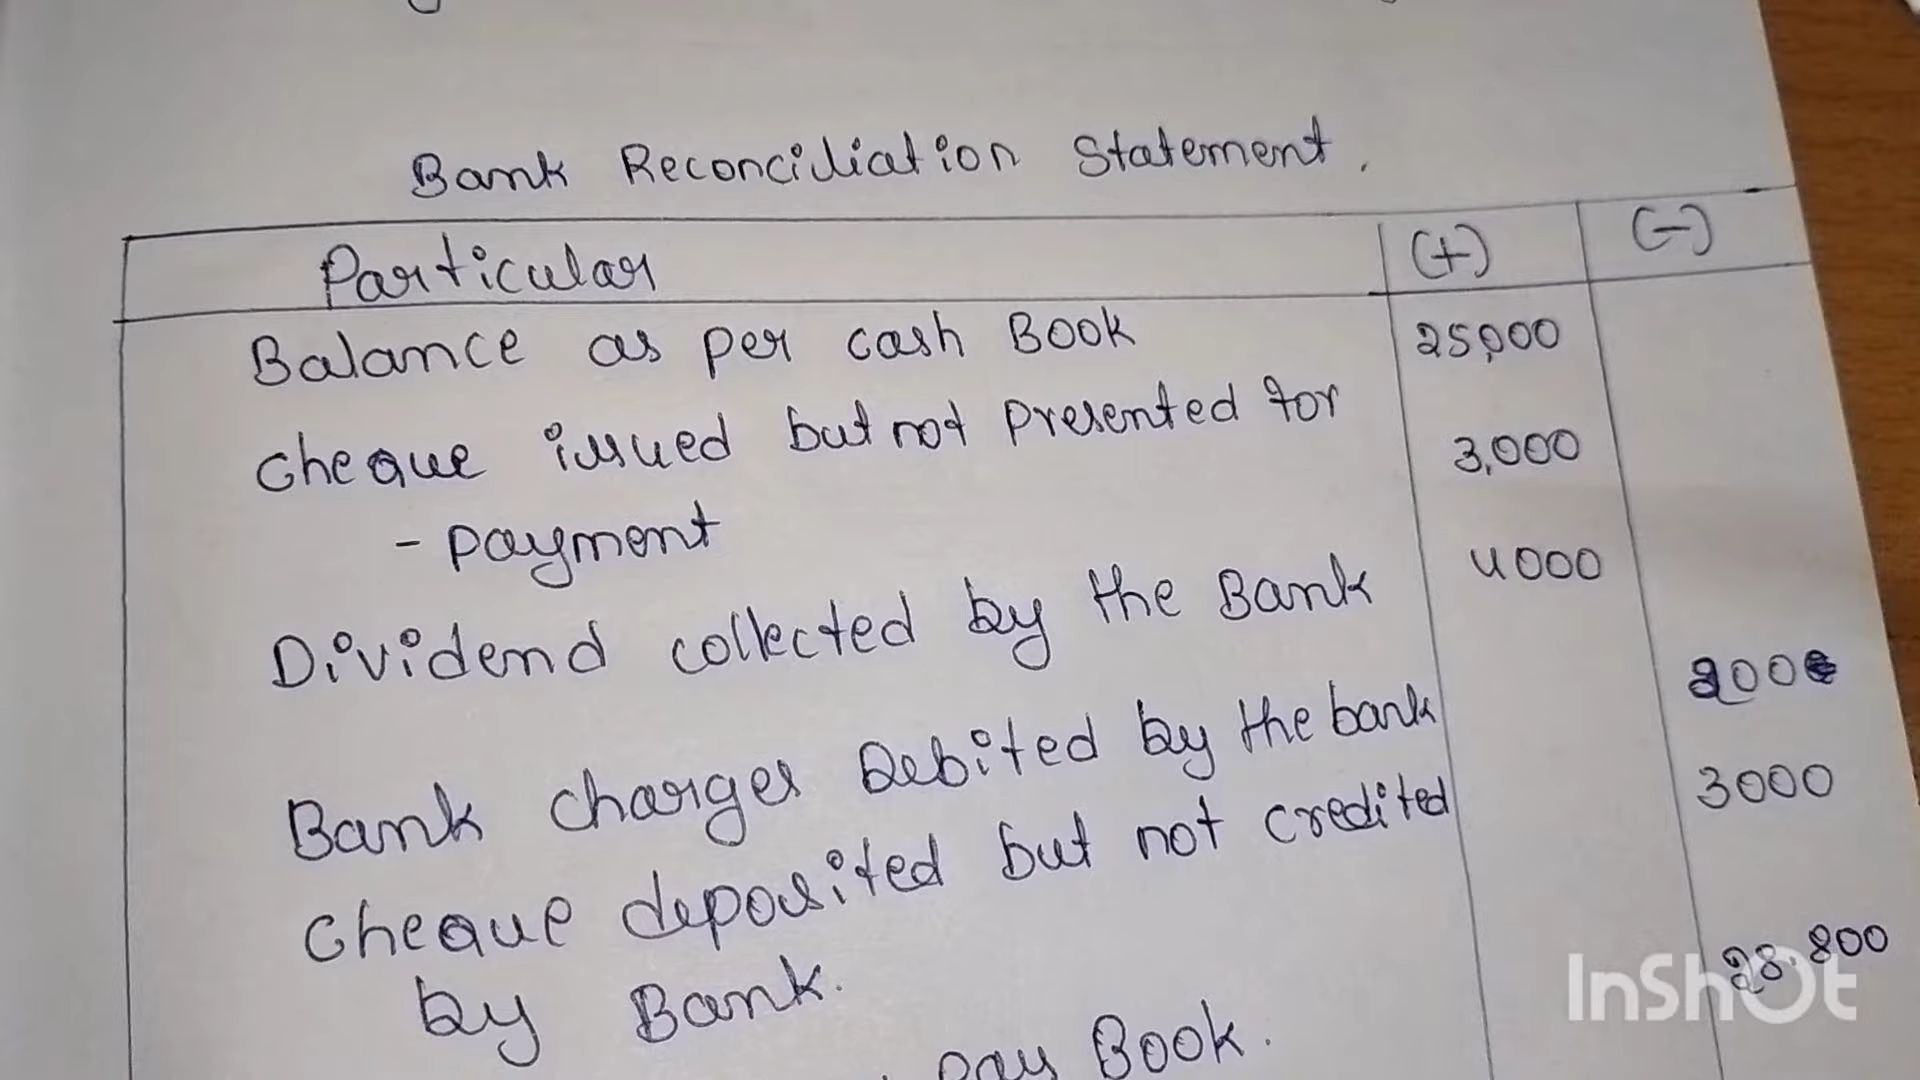 Bank Reconciliation Statement.
Particular (+) (-)
Balance as per cash Book 25,000
cheque issued but not presented for 3,000
- payment
Dividend collected by the Bank 4000
Bank charges Debited by the bank 200
cheque deposited but not credited 3000
by Bank.
28.800
pass Book.
InShOt